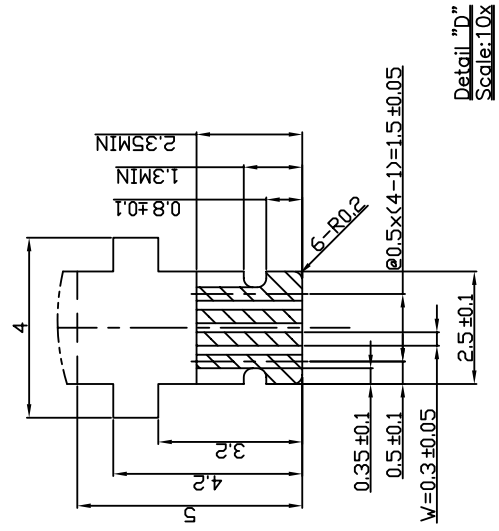 Detail "D"
Scale:10x
4
2.35MIN
1.3MIN
0.8±0.1
6-R0.2
@0.5x(4-1)=1.5±0.05
2.5±0.1
3.2
4.2
5
0.35±0.1
0.5±0.1
W=0.3±0.05